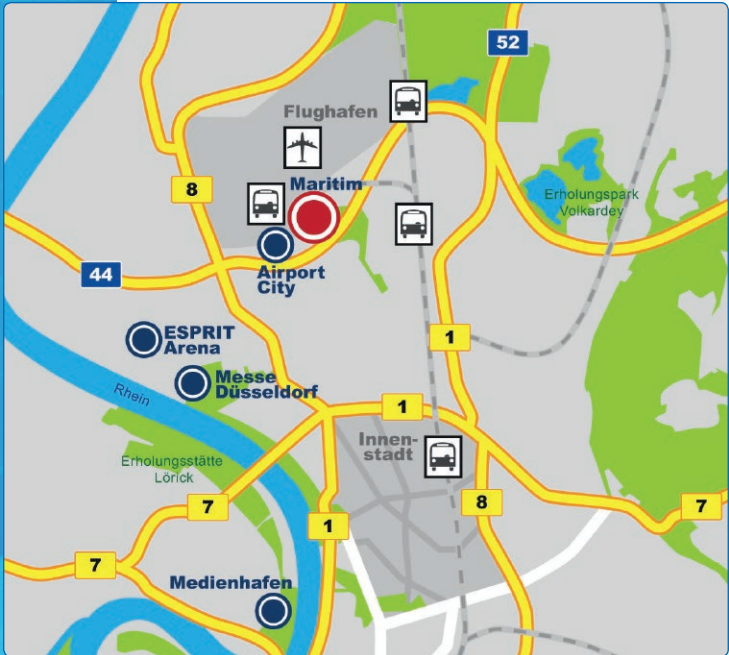 52
Flughafen
Maritim
8
Erholungspark
Volkardey
44
Airport
City
ESPRIT
Arena
1
Messe
Düsseldorf
Rhein
1
Innen-
stadt
Erholungsstätte
Lörick
7
1
8
7
7
Medienhafen